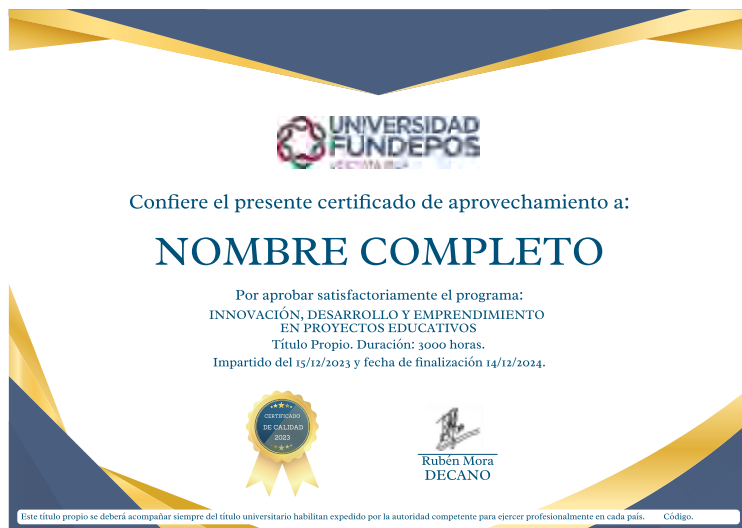 UNIVERSIDAD
FUNDEPOS
Confiere el presente certificado de aprovechamiento a:
NOMBRE COMPLETO
Por aprobar satisfactoriamente el programa:
INNOVACIÓN, DESARROLLO Y EMPRENDIMIENTO
EN PROYECTOS EDUCATIVOS
Título Propio. Duración: 3000 horas.
Impartido del 15/12/2023 y fecha de finalización 14/12/2024.
CERTIFICADO
DE CALIDAD
2023
Rubén Mora
DECANO
Este título propio se deberá acompañar siempre del título universitario habilitan expedido por la autoridad competente para ejercer profesionalmente en cada país. Código.